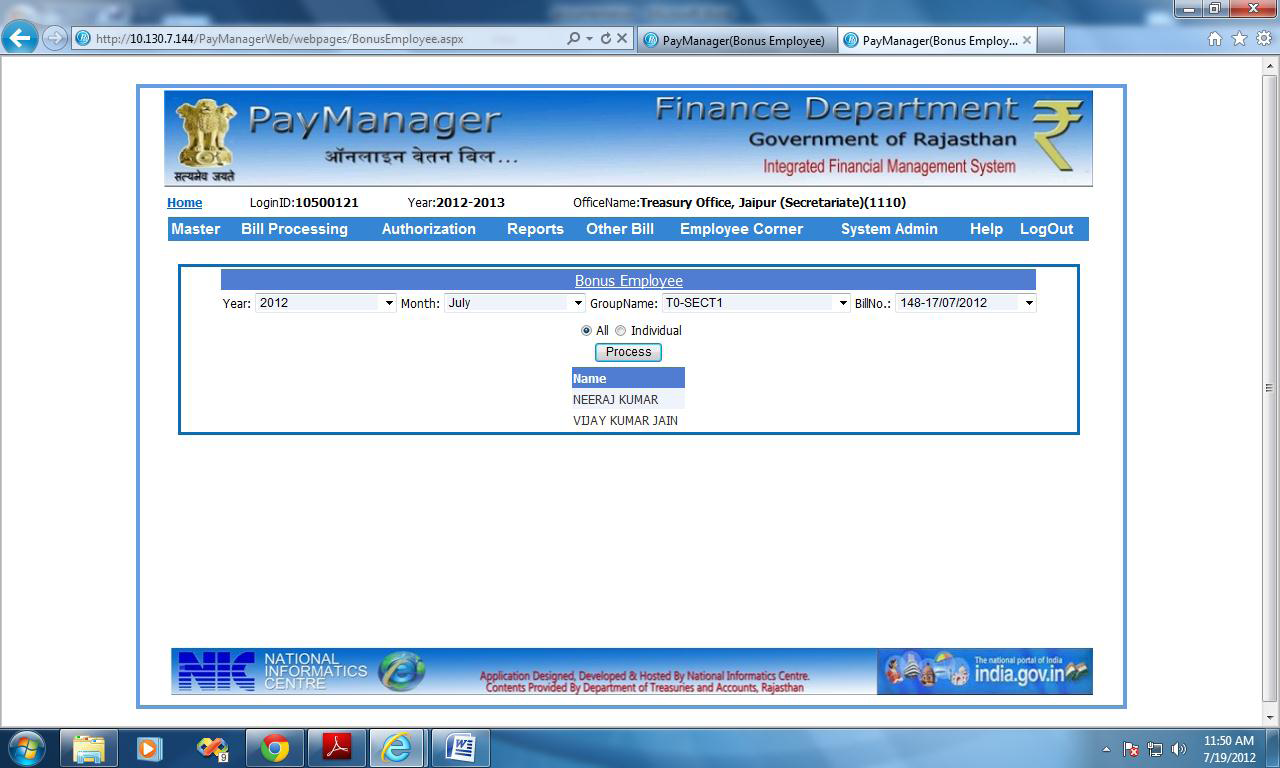 http://10.130.7.144/PayManagerWeb/webpages/BonusEmployee.aspx
PayManager(Bonus Employee)
PayManager(Bonus Employ...
PayManager
ऑनलाइन वेतन बिल...
सत्यमेव जयते
Finance Department
Government of Rajasthan
Integrated Financial Management System
Home LoginID:10500121 Year:2012-2013 OfficeName:Treasury Office, Jaipur (Secretariate)(1110)
Master Bill Processing Authorization Reports Other Bill Employee Corner System Admin Help LogOut
Bonus Employee
Year: 2012 Month: July GroupName: T0-SECT1 BillNo.: 148-17/07/2012
All Individual
Process
Name
NEERAJ KUMAR
VIJAY KUMAR JAIN
NIC NATIONAL INFORMATICS CENTRE
Application Designed, Developed & Hosted By National Informatics Centre.
Contents Provided By Department of Treasuries and Accounts, Rajasthan
The national portal of India
india.gov.in
9
11:50 AM
7/19/2012